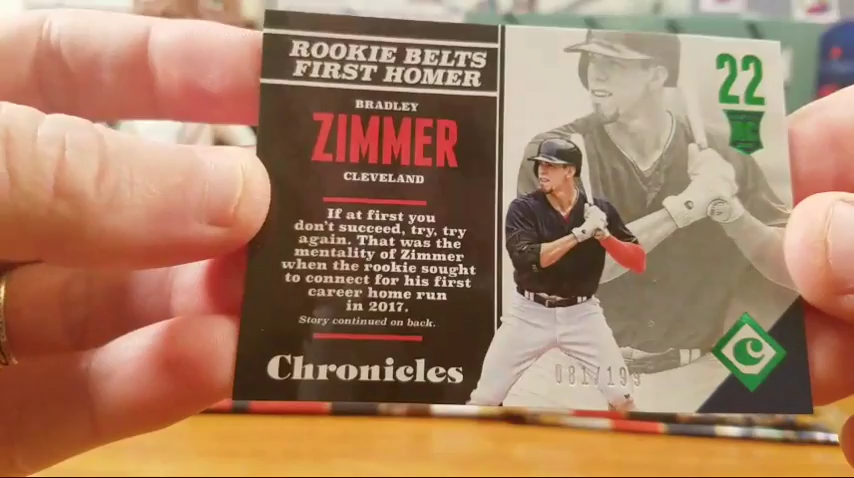 ROOKIE BELTS
FIRST HOMER
BRADLEY
ZIMMER
CLEVELAND
If at first you
don't succeed, try, try
again. That was the
mentality of Zimmer
when the rookie sought
to connect for his first
career home run
in 2017.
Story continued on back.
Chronicles
22
RC
C
081/199